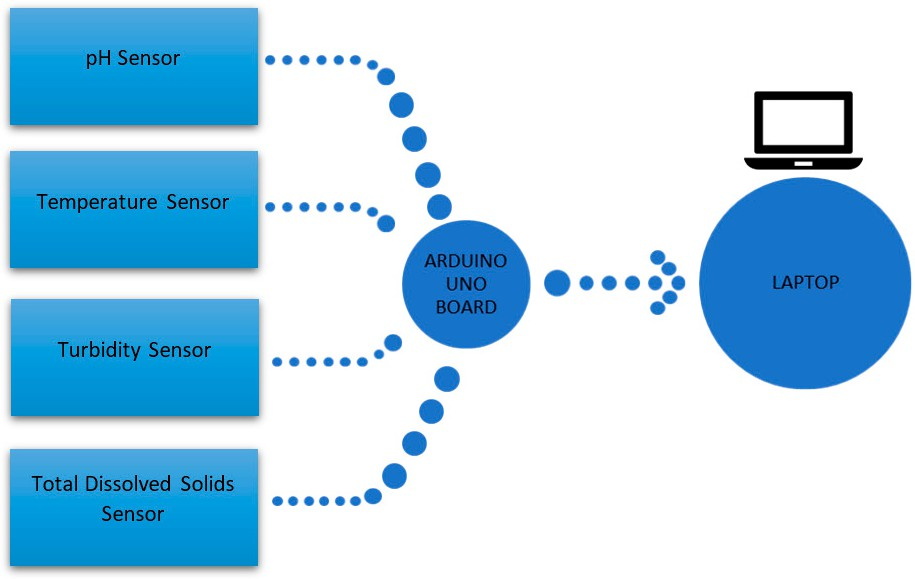 pH Sensor
Temperature Sensor
Turbidity Sensor
Total Dissolved Solids
Sensor
ARDUINO
UNO
BOARD
LAPTOP